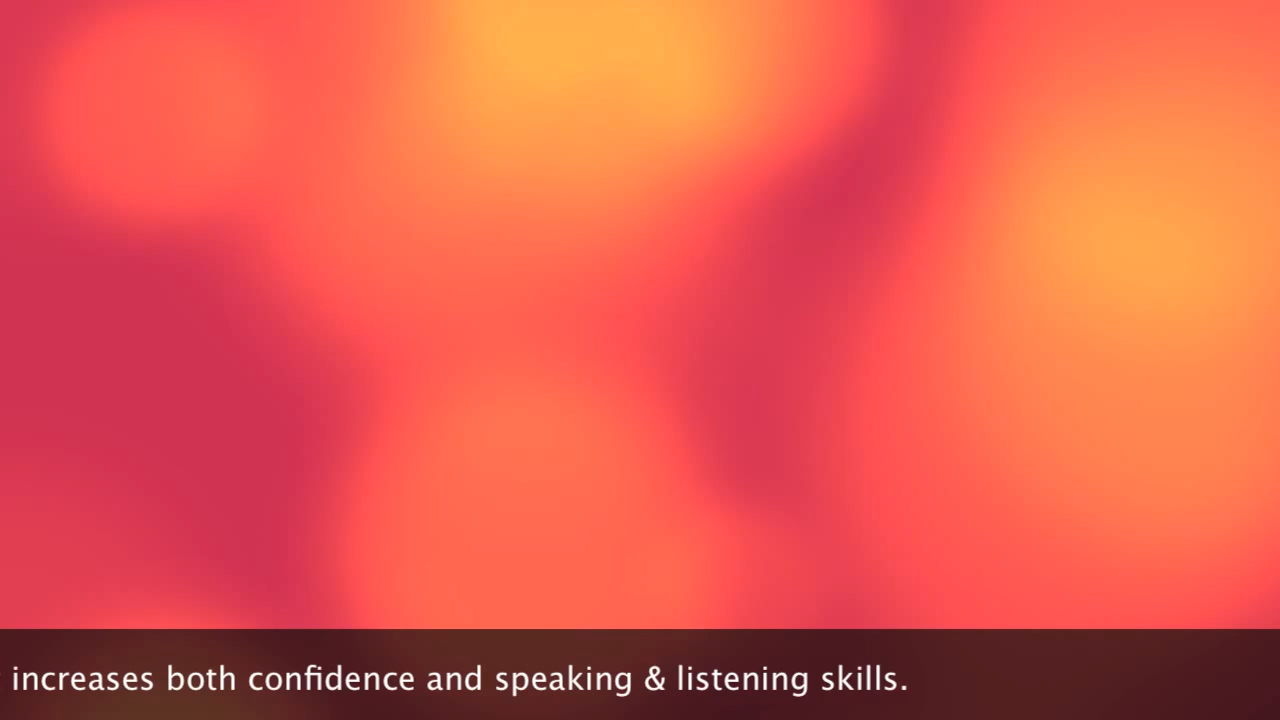 increases both confidence and speaking & listening skills.